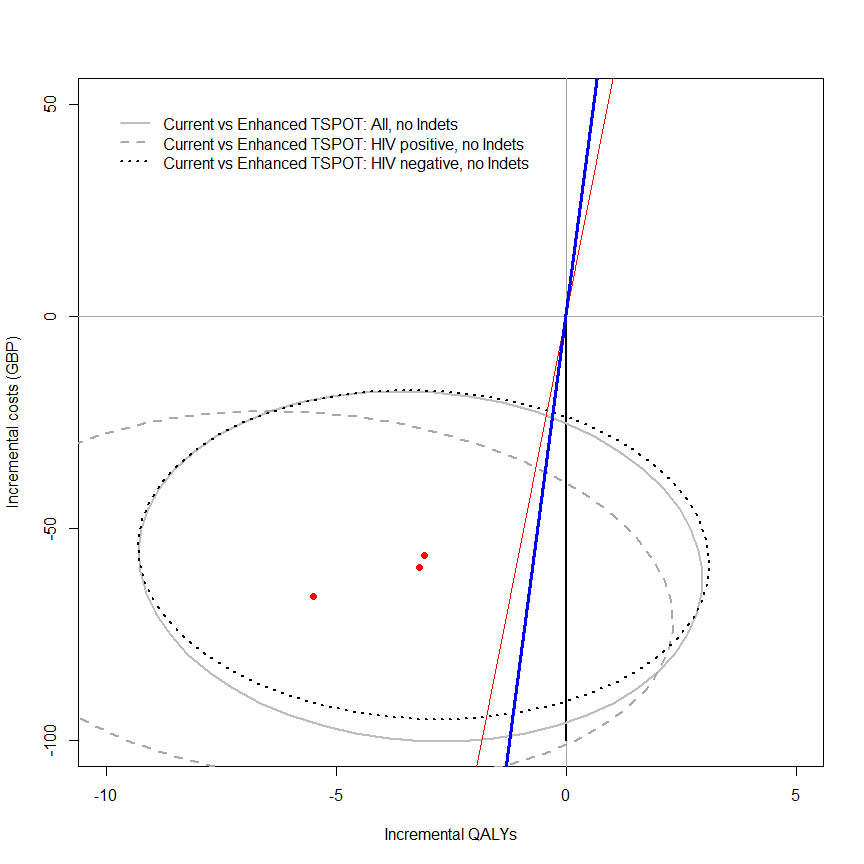 50
Current vs Enhanced TSPOT: All, no Indets
Current vs Enhanced TSPOT: HIV positive, no Indets
Current vs Enhanced TSPOT: HIV negative, no Indets
0
Incremental costs (GBP)
-50
-100
-10 -5 0 5
Incremental QALYs